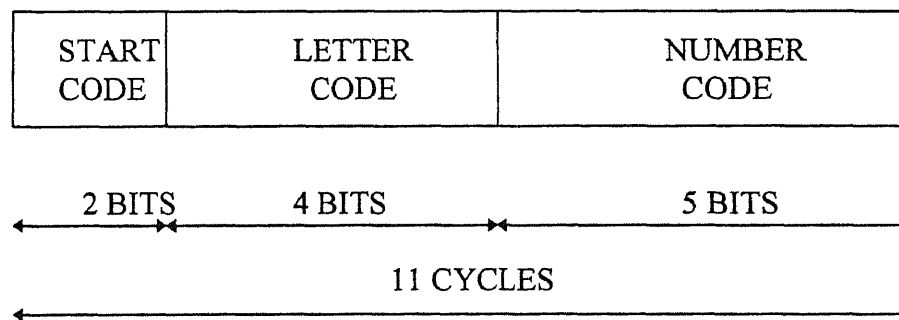 START LETTER NUMBER
CODE CODE CODE
2 BITS 4 BITS 5 BITS
11 CYCLES